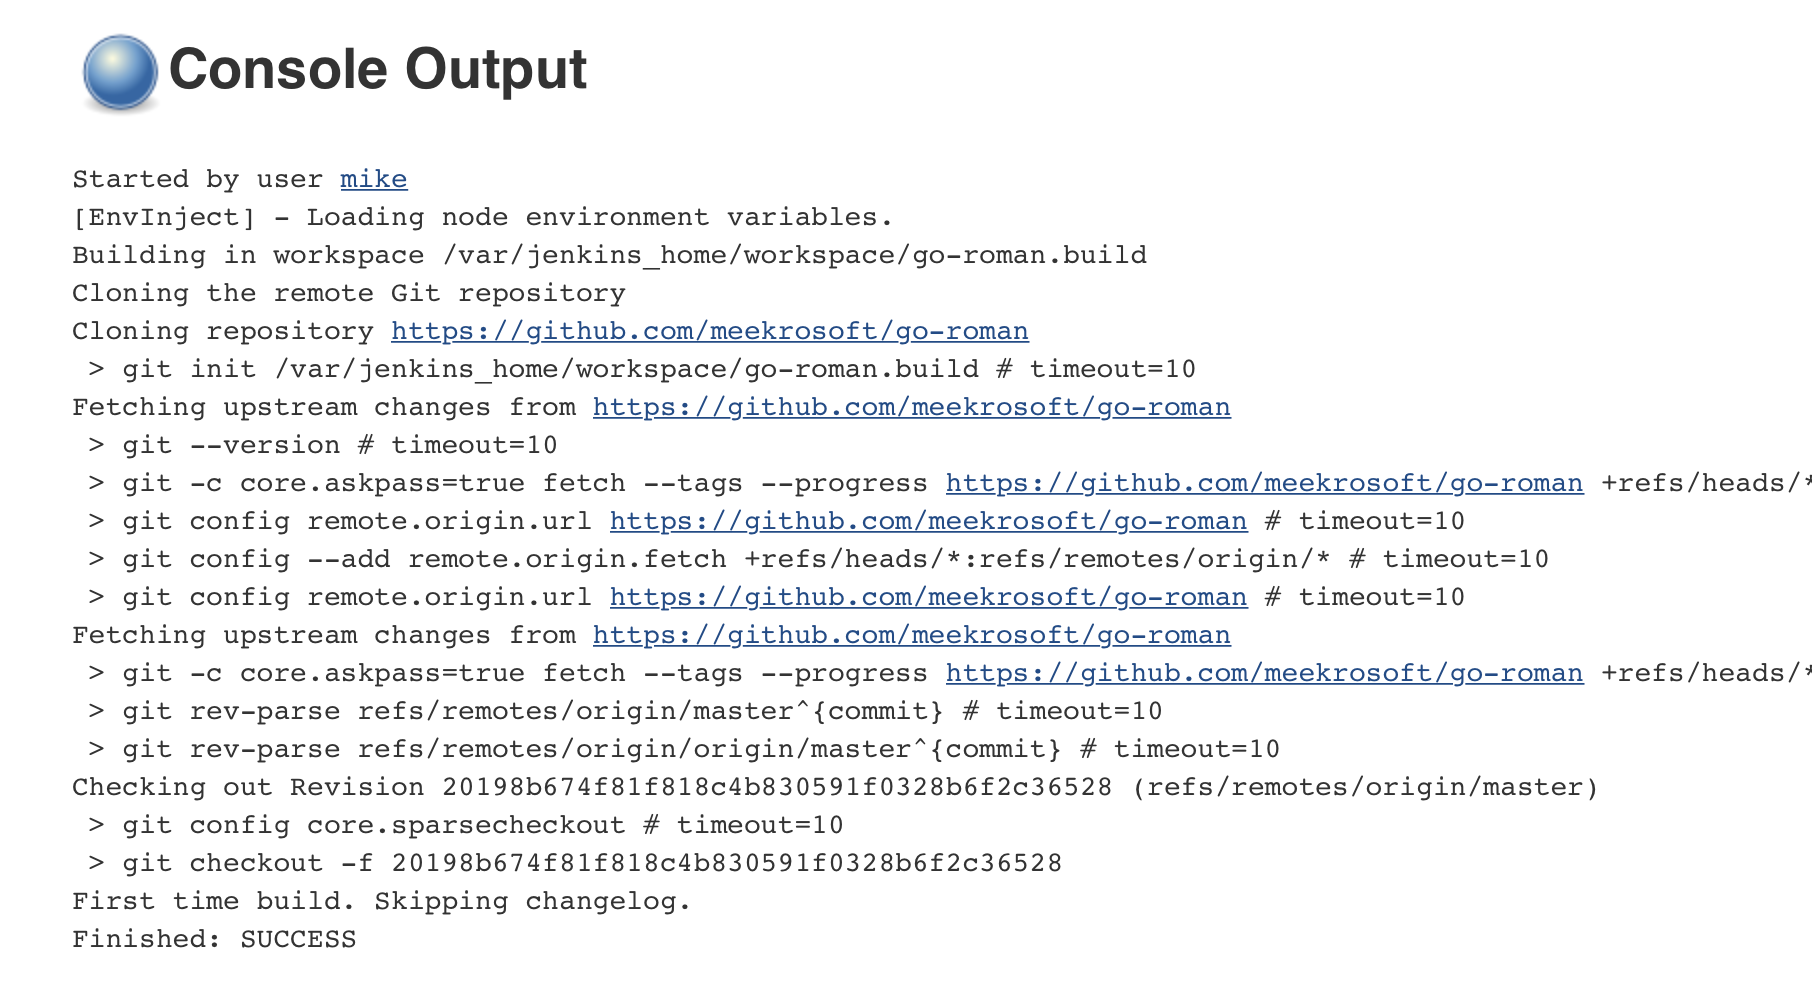 Console Output
Started by user mike
[EnvInject] - Loading node environment variables.
Building in workspace /var/jenkins_home/workspace/go-roman.build
Cloning the remote Git repository
Cloning repository https://github.com/meekrosoft/go-roman
 > git init /var/jenkins_home/workspace/go-roman.build # timeout=10
Fetching upstream changes from https://github.com/meekrosoft/go-roman
 > git --version # timeout=10
 > git -c core.askpass=true fetch --tags --progress https://github.com/meekrosoft/go-roman +refs/heads/*
 > git config remote.origin.url https://github.com/meekrosoft/go-roman # timeout=10
 > git config --add remote.origin.fetch +refs/heads/*:refs/remotes/origin/* # timeout=10
 > git config remote.origin.url https://github.com/meekrosoft/go-roman # timeout=10
Fetching upstream changes from https://github.com/meekrosoft/go-roman
 > git -c core.askpass=true fetch --tags --progress https://github.com/meekrosoft/go-roman +refs/heads/*
 > git rev-parse refs/remotes/origin/master^{commit} # timeout=10
 > git rev-parse refs/remotes/origin/origin/master^{commit} # timeout=10
Checking out Revision 20198b674f81f818c4b830591f0328b6f2c36528 (refs/remotes/origin/master)
 > git config core.sparsecheckout # timeout=10
 > git checkout -f 20198b674f81f818c4b830591f0328b6f2c36528
First time build. Skipping changelog.
Finished: SUCCESS